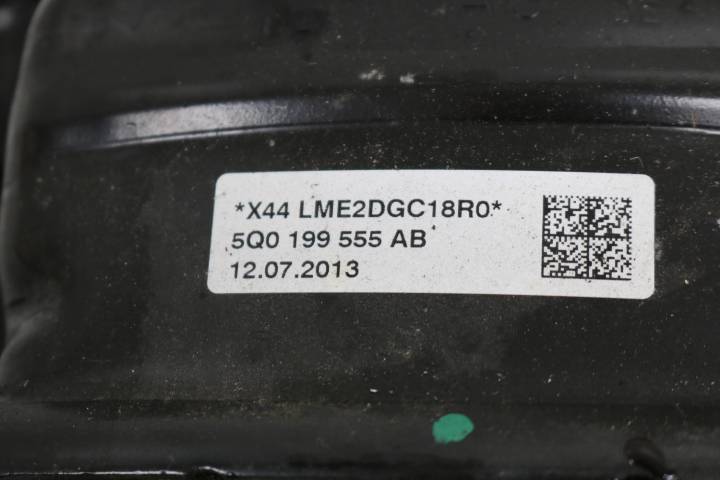 *X44 LME2DGC18R0*
5Q0 199 555 AB
12.07.2013